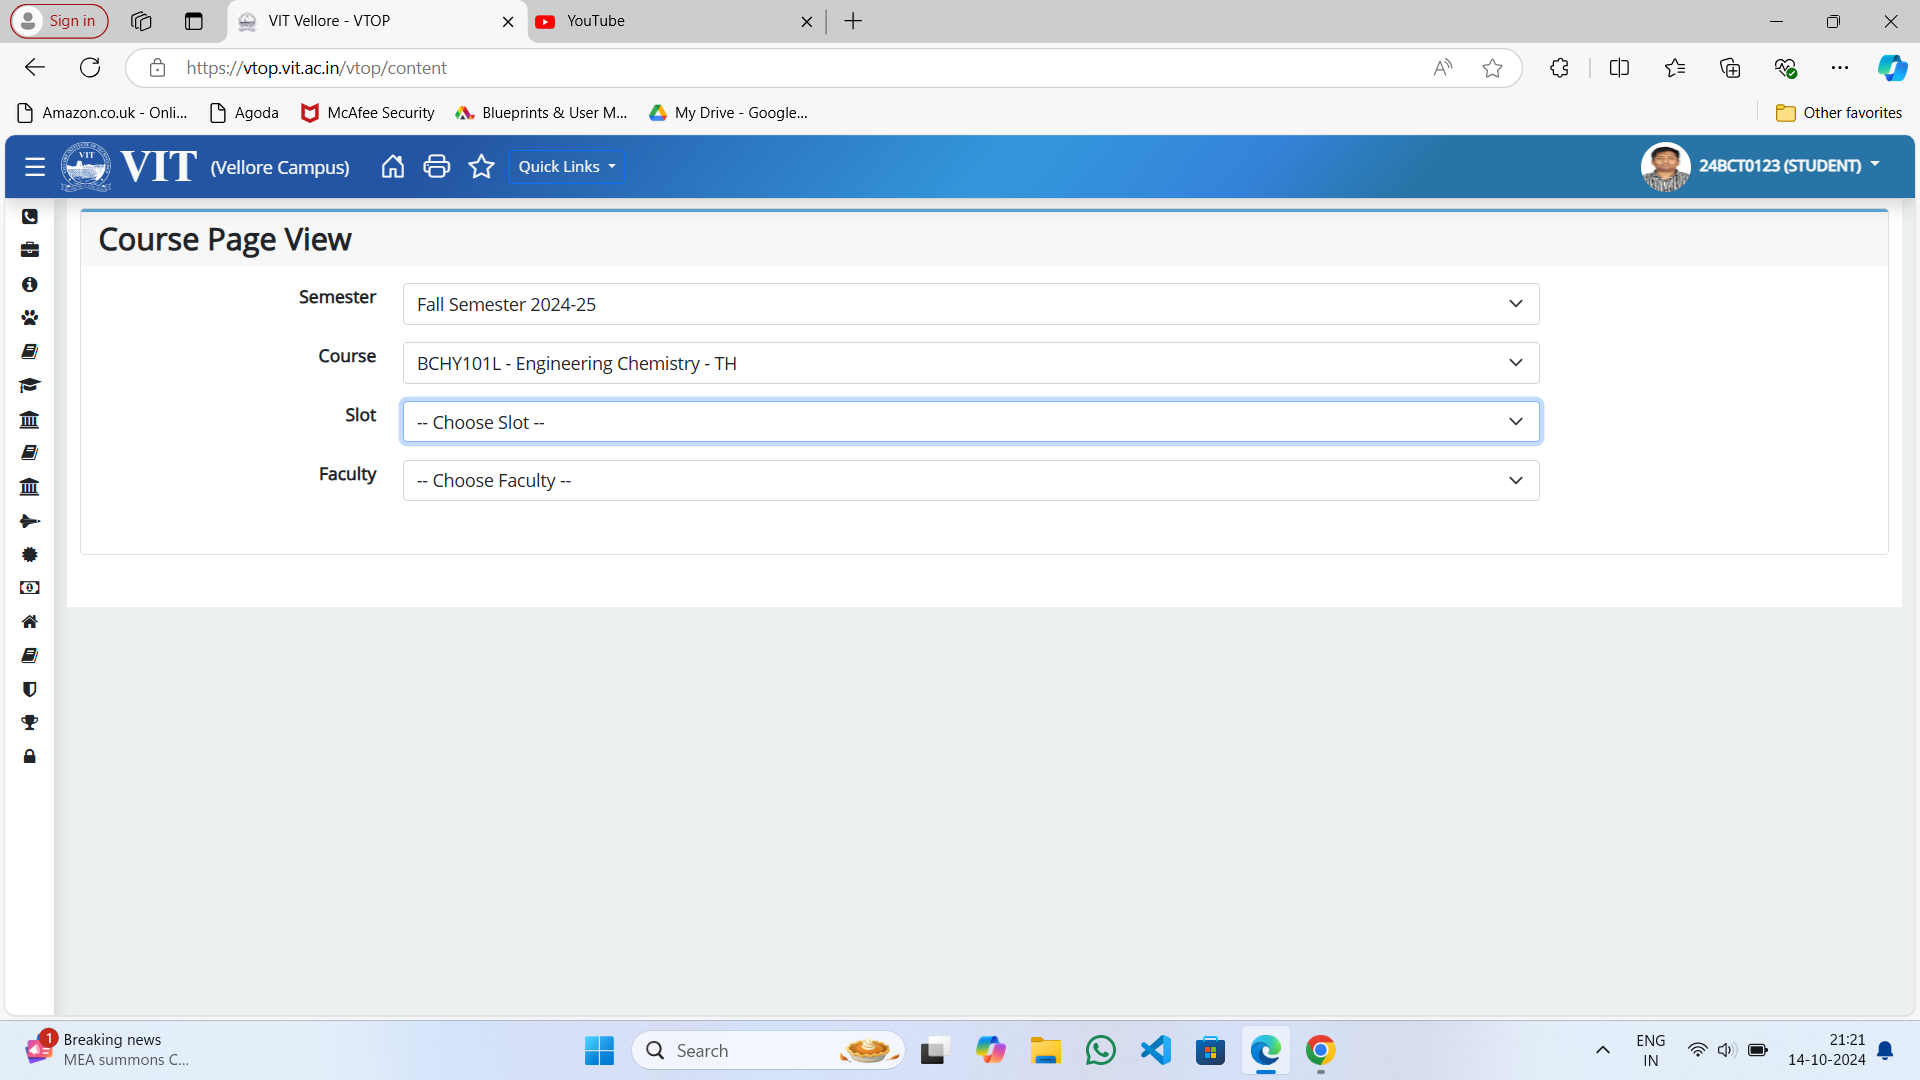 Sign in
VIT Vellore - VTOP
YouTube
https://vtop.vit.ac.in/vtop/content
Amazon.co.uk - Onli...
Agoda
McAfee Security
Blueprints & User M...
My Drive - Google...
Other favorites
VIT (Vellore Campus)
Quick Links
24BCT0123 (STUDENT)
Course Page View
Semester
Fall Semester 2024-25
Course
BCHY101L - Engineering Chemistry - TH
Slot
-- Choose Slot --
Faculty
-- Choose Faculty --
1
Breaking news
MEA summons C...
Search
ENG
IN
21:21
14-10-2024